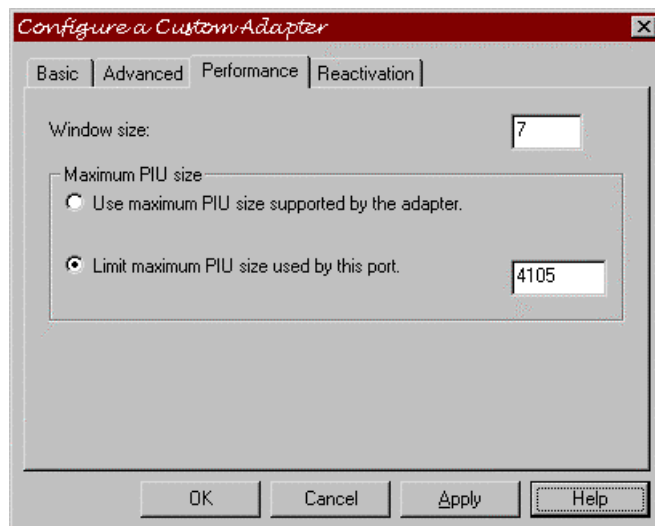 Configure a Custom Adapter
Basic Advanced Performance Reactivation
Window size: 7
Maximum PIU size
Use maximum PIU size supported by the adapter.
Limit maximum PIU size used by this port. 4105
OK Cancel Apply Help